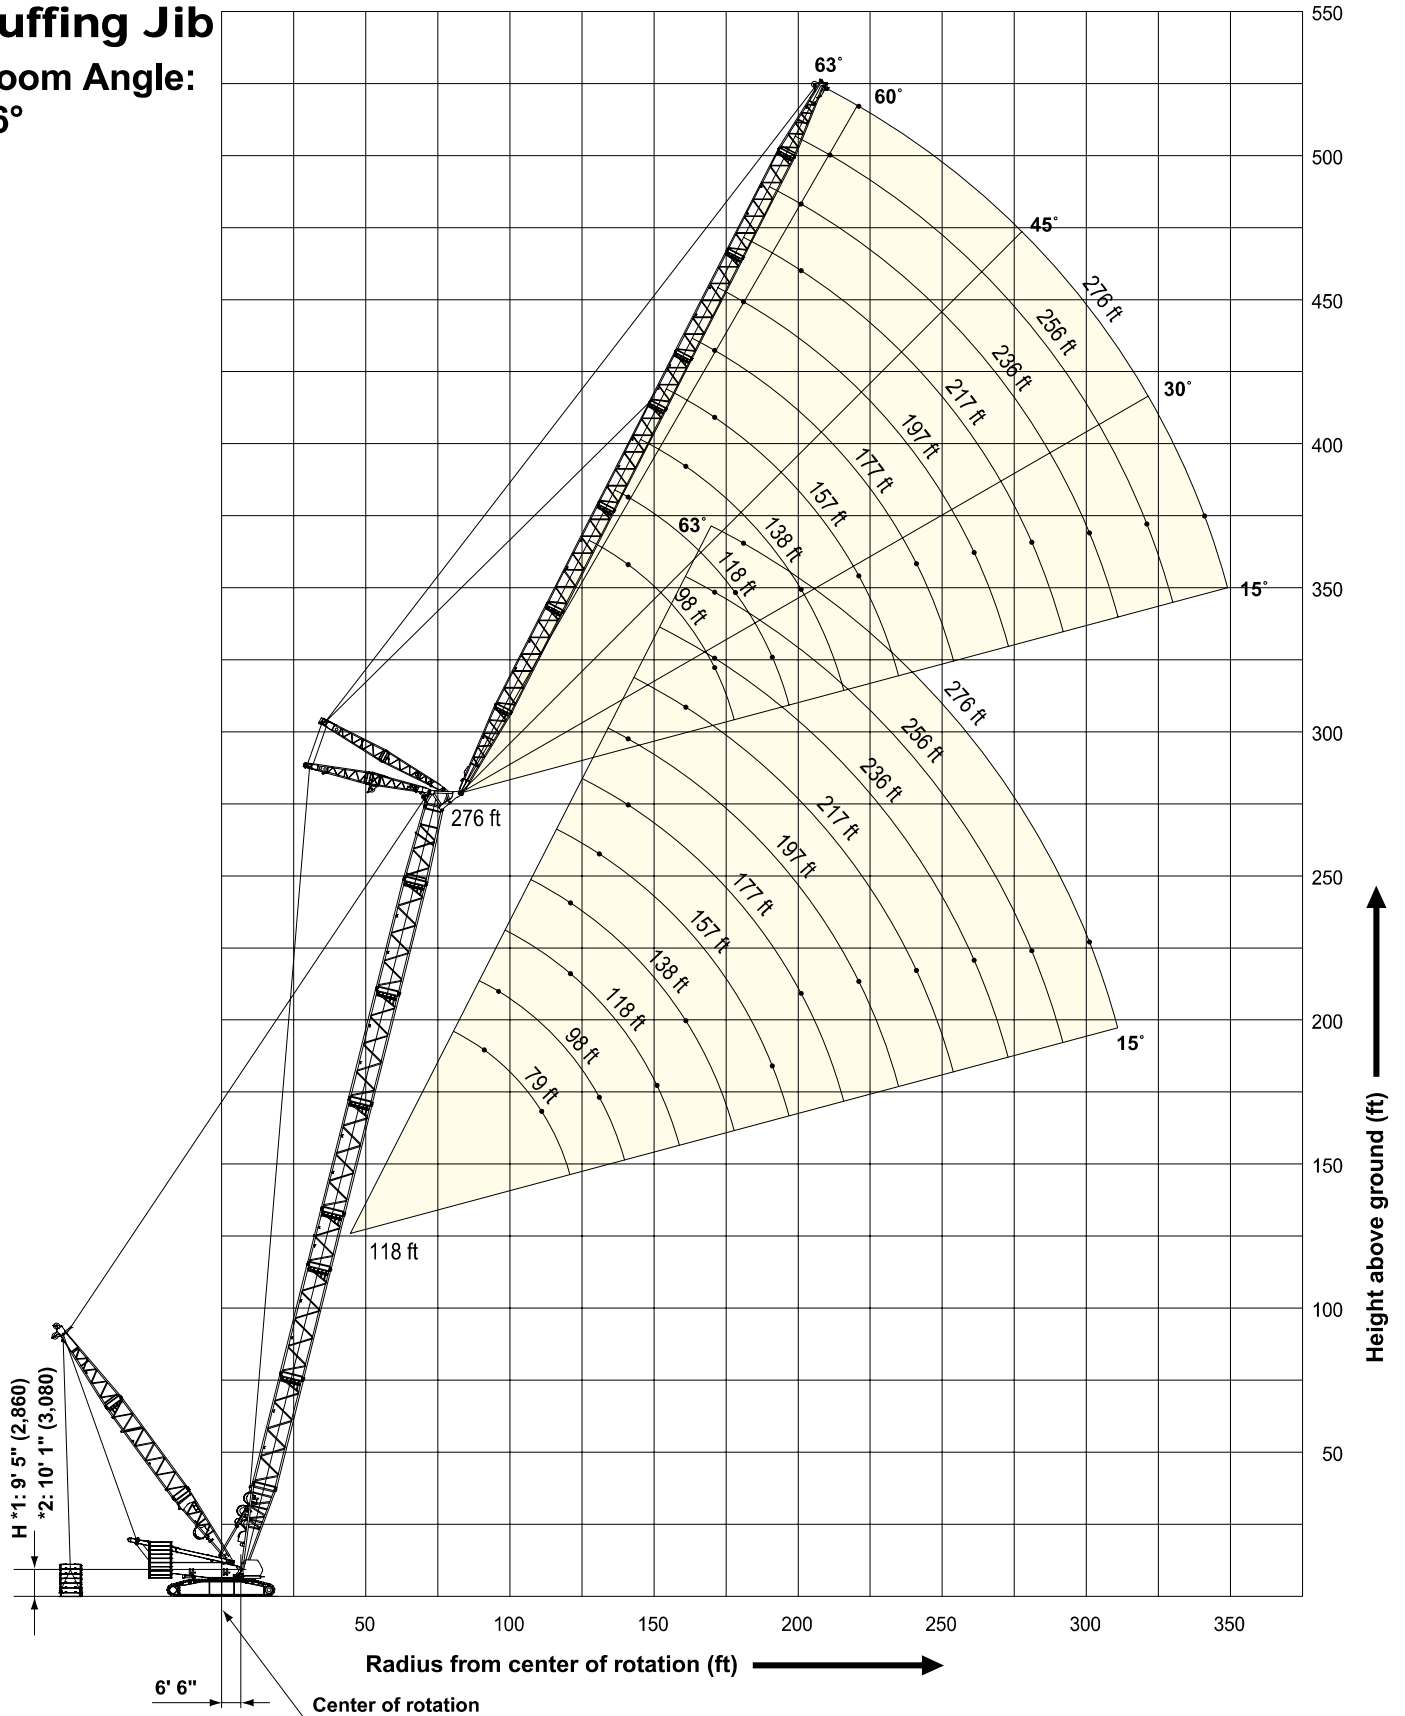 uffing Jib
oom Angle:
6°
550
63°
60°
500
45°
276 ft
256 ft
450
236 ft
30°
217 ft
197 ft
400
177 ft
157 ft
138 ft
63°
118 ft
98 ft
350
15°
276 ft
300
256 ft
236 ft
276 ft
217 ft
197 ft
250
177 ft
157 ft
138 ft
118 ft
200
98 ft
15°
79 ft
150
118 ft
100
50
Height above ground (ft)
H *1: 9' 5" (2,860)
*2: 10' 1" (3,080)
50
100
150
200
250
300
350
Radius from center of rotation (ft)
6' 6"
Center of rotation